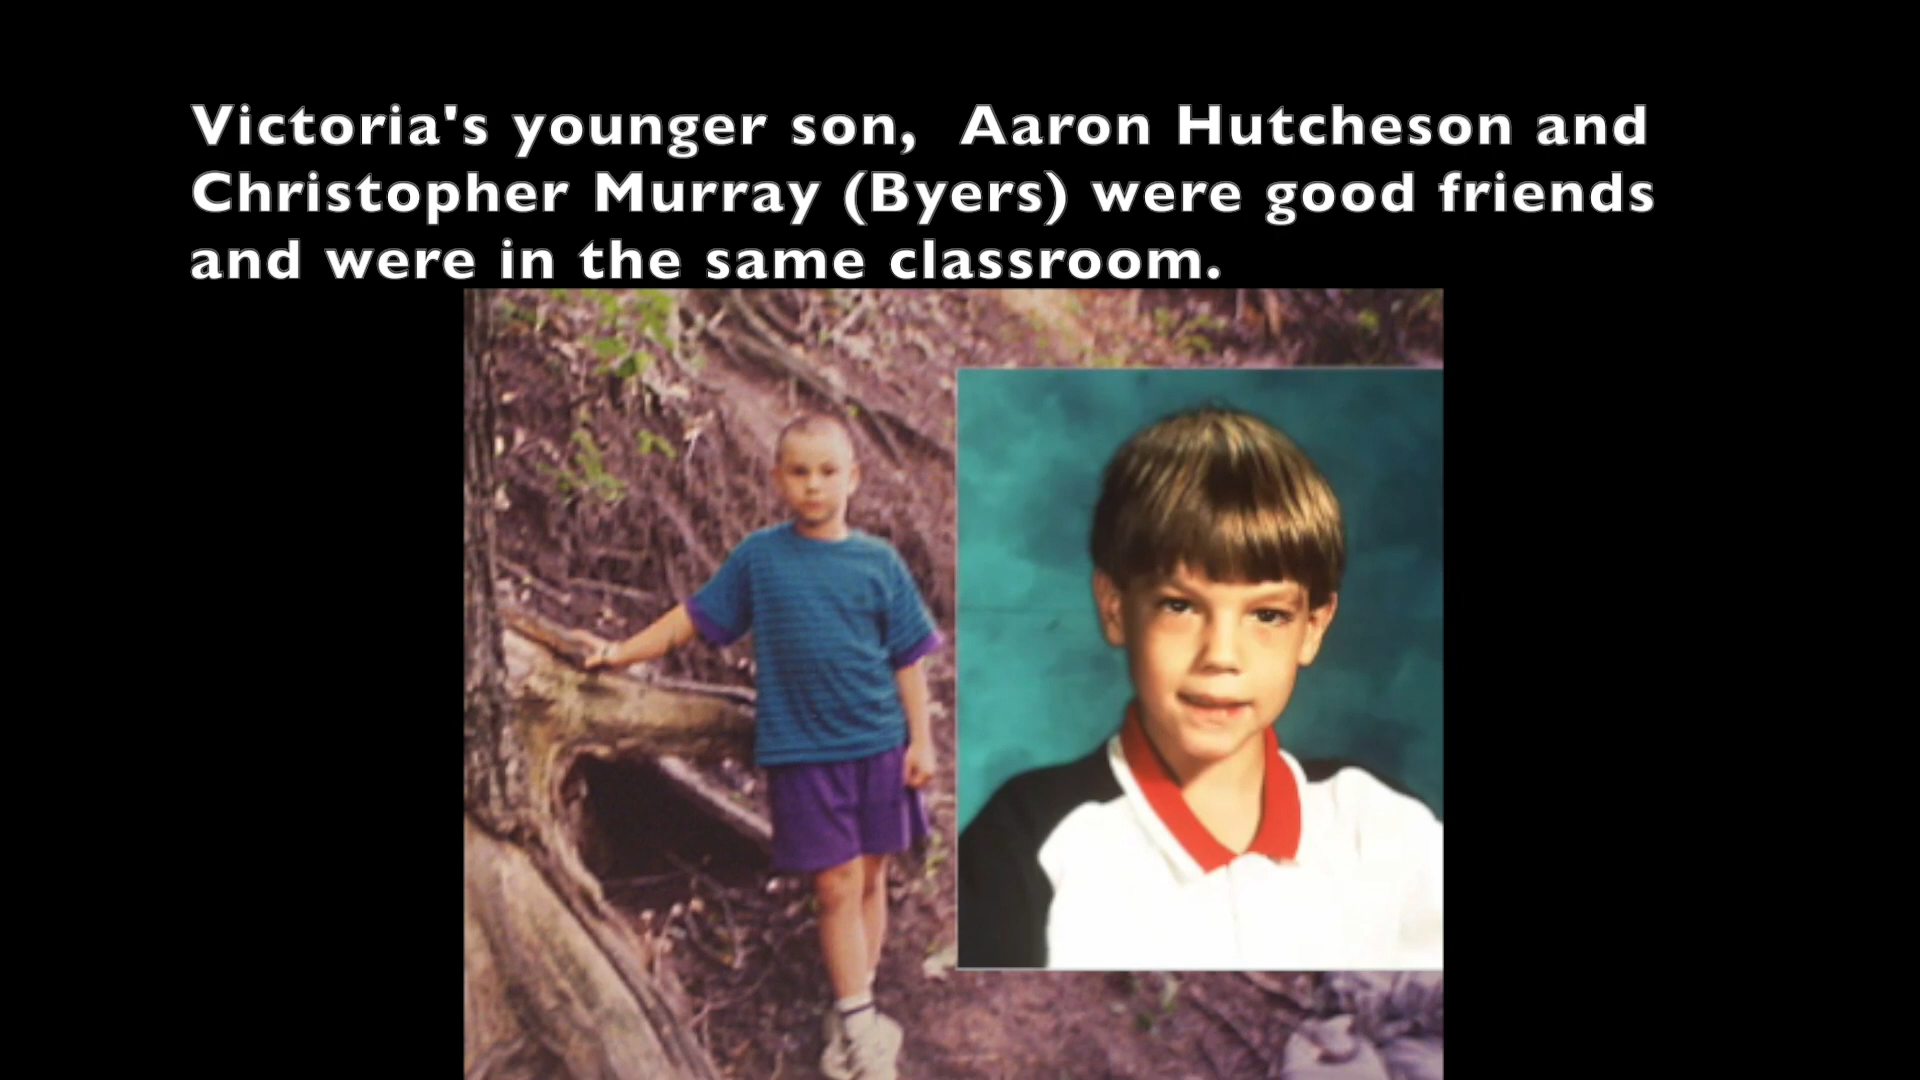 Victoria's younger son,  Aaron Hutcheson and
Christopher Murray (Byers) were good friends
and were in the same classroom.